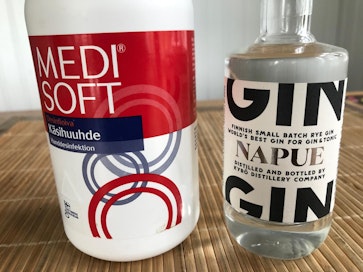 MEDI
SOFT®
Käsihuuhde
Handdesinfektion
GIN
FINNISH SMALL BATCH RYE GIN
WORLD'S BEST GIN FOR GIN & TONIC
NAPUE
DISTILLED AND BOTTLED BY
KYRÖ DISTILLERY COMPANY
GIN